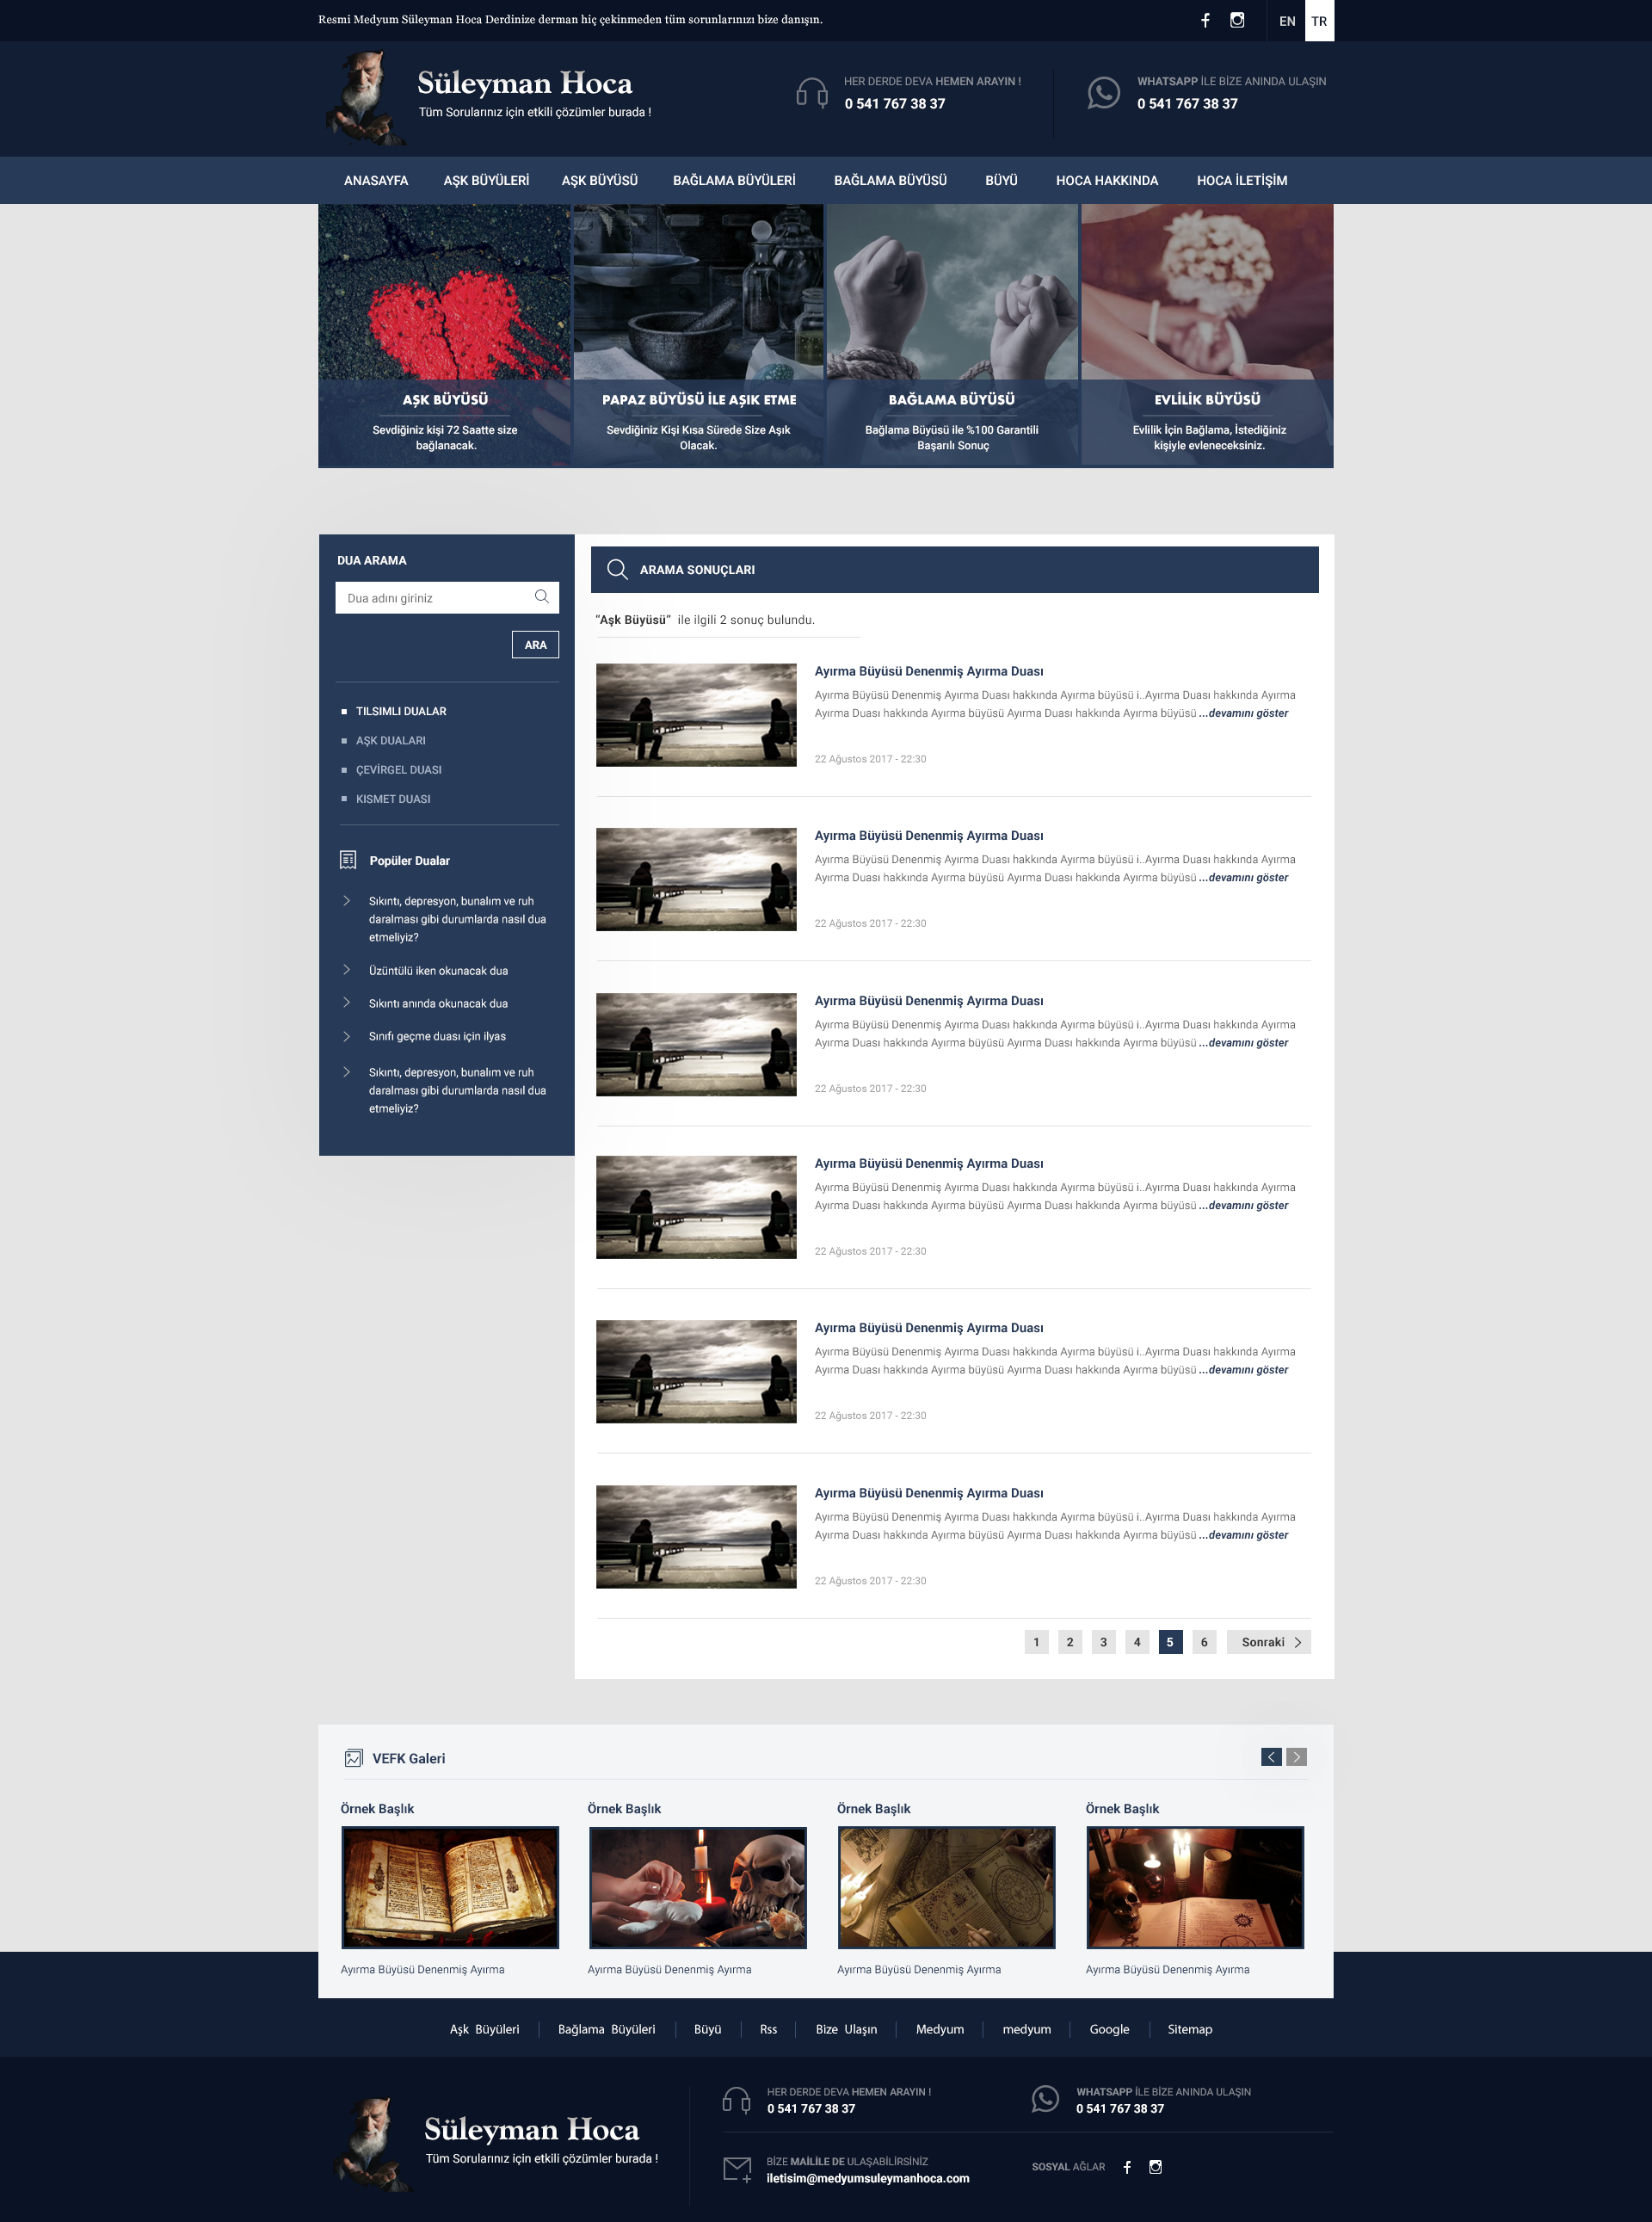 Resmi Medyum Süleyman Hoca Derdinize derman hiç çekinmeden tüm sorunlarınızı bize danışın.
EN
TR
Süleyman Hoca
Tüm Sorularınız için etkili çözümler burada !
HER DERDE DEVA HEMEN ARAYIN !
0 541 767 38 37
WHATSAPP İLE BİZE ANINDA ULAŞIN
0 541 767 38 37
ANASAYFA
AŞK BÜYÜLERİ
AŞK BÜYÜSÜ
BAĞLAMA BÜYÜLERİ
BAĞLAMA BÜYÜSÜ
BÜYÜ
HOCA HAKKINDA
HOCA İLETİŞİM
AŞK BÜYÜSÜ
Sevdiğiniz kişi 72 Saatte size
bağlanacak.
PAPAZ BÜYÜSÜ İLE AŞIK ETME
Sevdiğiniz Kişi Kısa Sürede Size Aşık
Olacak.
BAĞLAMA BÜYÜSÜ
Bağlama Büyüsü ile %100 Garantili
Başarılı Sonuç
EVLİLİK BÜYÜSÜ
Evlilik İçin Bağlama, İstediğiniz
kişiyle evleneceksiniz.
DUA ARAMA
Dua adını giriniz
ARA
TILSIMLI DUALAR
AŞK DUALARI
ÇEVİRGEL DUASI
KISMET DUASI
Popüler Dualar
Sıkıntı, depresyon, bunalım ve ruh
daralması gibi durumlarda nasıl dua
etmeliyiz?
Üzüntülü iken okunacak dua
Sıkıntı anında okunacak dua
Sınıfı geçme duası için ilyas
Sıkıntı, depresyon, bunalım ve ruh
daralması gibi durumlarda nasıl dua
etmeliyiz?
ARAMA SONUÇLARI
“Aşk Büyüsü” ile ilgili 2 sonuç bulundu.
Ayırma Büyüsü Denenmiş Ayırma Duası
Ayırma Büyüsü Denenmiş Ayırma Duası hakkında Ayırma büyüsü i..Ayırma Duası hakkında Ayırma
Ayırma Duası hakkında Ayırma büyüsü Ayırma Duası hakkında Ayırma büyüsü ...devamını göster
22 Ağustos 2017 - 22:30
Ayırma Büyüsü Denenmiş Ayırma Duası
Ayırma Büyüsü Denenmiş Ayırma Duası hakkında Ayırma büyüsü i..Ayırma Duası hakkında Ayırma
Ayırma Duası hakkında Ayırma büyüsü Ayırma Duası hakkında Ayırma büyüsü ...devamını göster
22 Ağustos 2017 - 22:30
Ayırma Büyüsü Denenmiş Ayırma Duası
Ayırma Büyüsü Denenmiş Ayırma Duası hakkında Ayırma büyüsü i..Ayırma Duası hakkında Ayırma
Ayırma Duası hakkında Ayırma büyüsü Ayırma Duası hakkında Ayırma büyüsü ...devamını göster
22 Ağustos 2017 - 22:30
Ayırma Büyüsü Denenmiş Ayırma Duası
Ayırma Büyüsü Denenmiş Ayırma Duası hakkında Ayırma büyüsü i..Ayırma Duası hakkında Ayırma
Ayırma Duası hakkında Ayırma büyüsü Ayırma Duası hakkında Ayırma büyüsü ...devamını göster
22 Ağustos 2017 - 22:30
Ayırma Büyüsü Denenmiş Ayırma Duası
Ayırma Büyüsü Denenmiş Ayırma Duası hakkında Ayırma büyüsü i..Ayırma Duası hakkında Ayırma
Ayırma Duası hakkında Ayırma büyüsü Ayırma Duası hakkında Ayırma büyüsü ...devamını göster
22 Ağustos 2017 - 22:30
Ayırma Büyüsü Denenmiş Ayırma Duası
Ayırma Büyüsü Denenmiş Ayırma Duası hakkında Ayırma büyüsü i..Ayırma Duası hakkında Ayırma
Ayırma Duası hakkında Ayırma büyüsü Ayırma Duası hakkında Ayırma büyüsü ...devamını göster
22 Ağustos 2017 - 22:30
1
2
3
4
5
6
Sonraki
VEFK Galeri
Örnek Başlık
Örnek Başlık
Örnek Başlık
Örnek Başlık
Ayırma Büyüsü Denenmiş Ayırma
Ayırma Büyüsü Denenmiş Ayırma
Ayırma Büyüsü Denenmiş Ayırma
Ayırma Büyüsü Denenmiş Ayırma
Aşk Büyüleri
Bağlama Büyüleri
Büyü
Rss
Bize Ulaşın
Medyum
medyum
Google
Sitemap
Süleyman Hoca
Tüm Sorularınız için etkili çözümler burada !
HER DERDE DEVA HEMEN ARAYIN !
0 541 767 38 37
WHATSAPP İLE BİZE ANINDA ULAŞIN
0 541 767 38 37
BİZE MAİLİLE DE ULAŞABİLİRSİNİZ
iletisim@medyumsuleymanhoca.com
SOSYAL AĞLAR